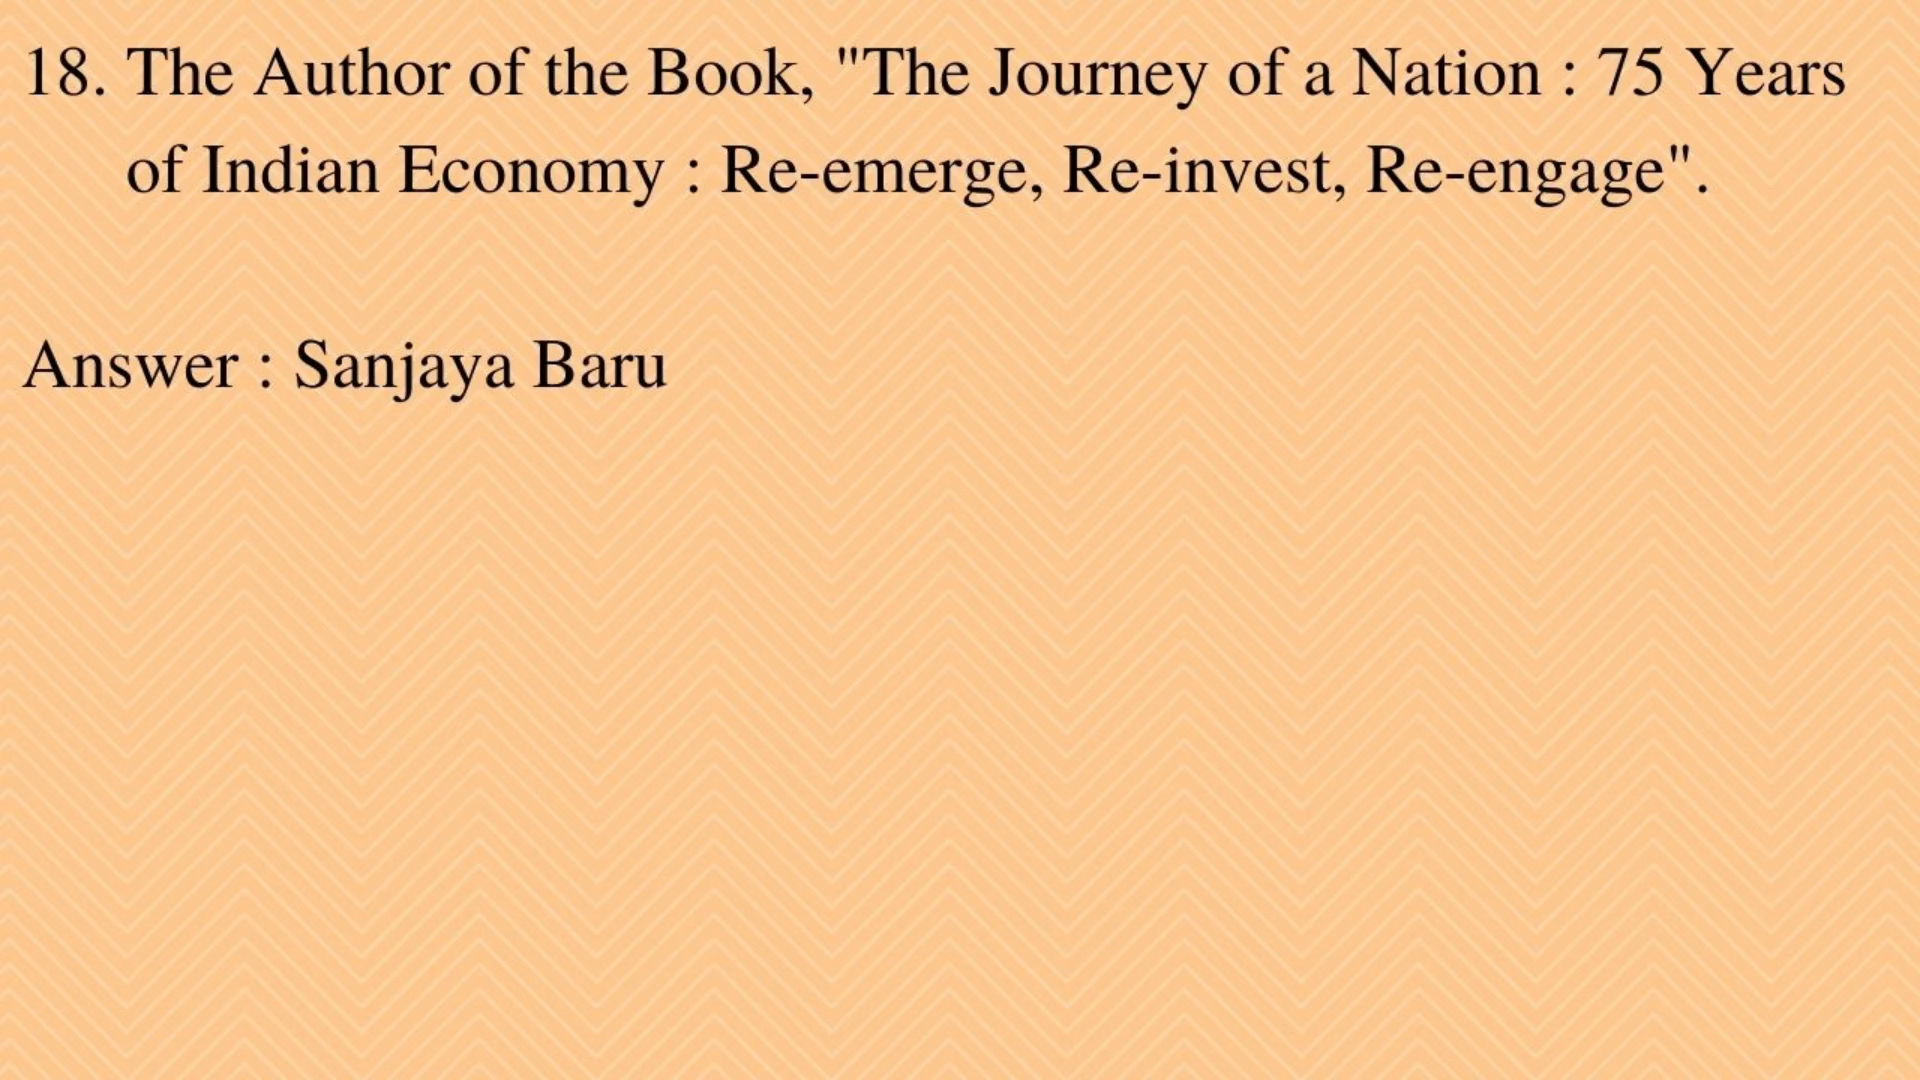 18. The Author of the Book, "The Journey of a Nation : 75 Years
of Indian Economy : Re-emerge, Re-invest, Re-engage".
Answer : Sanjaya Baru